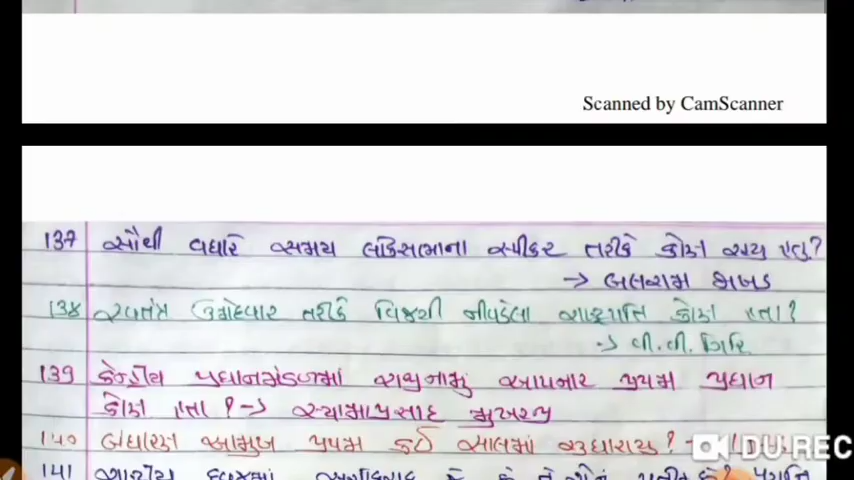 Scanned by CamScanner
137 સૌથી વધારે સમય લોકસભાના સ્પીકર તરીકે કોણ રહ્યુ હતુ?
→ બલરામ જાખડ
138 સ્વતંત્ર ઉમેદવાર તરીકે વિજયી નીવડેલા રાષ્ટ્રપતિ કોણ હતા?
→ વી. વી. ગિરિ
139 કેન્દ્રીય પ્રધાનમંડળમાં રાજીનામું આપનાર પ્રથમ પ્રધાન
કોણ હતા? → શ્યામાપ્રસાદ મુખરજી
140 બંધારણ આમુખ પ્રથમ કઈ સાલમાં સુધારાયુ? →
DU REC
141